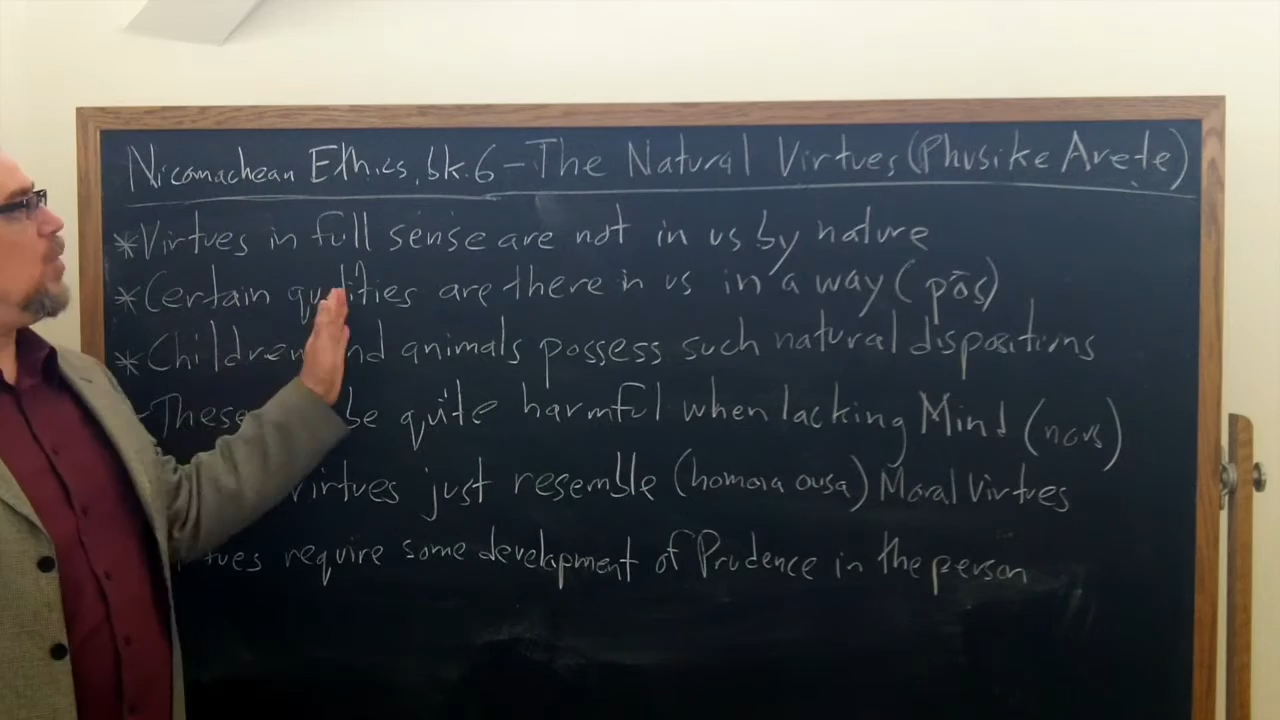 Nicomachean Ethics, bk. 6 - The Natural Virtues (Phusike Arete)
*Virtues in full sense are not in us by nature
*Certain qualities are there in us in a way (pōs)
*Children and animals possess such natural dispositions
-These be quite harmful when lacking Mind (nous)
virtues just resemble (homoia ousa) Moral Virtues
require some development of Prudence in the person